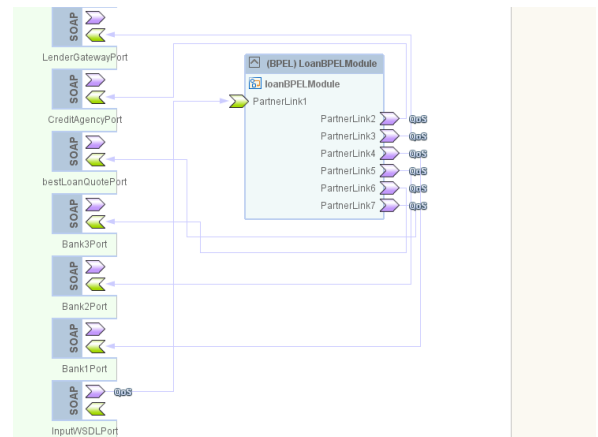 SOAP
LenderGatewayPort
SOAP
CreditAgencyPort
SOAP
bestLoanQuotePort
SOAP
Bank3Port
SOAP
Bank2Port
SOAP
Bank1Port
SOAP
QoS
InputWSDLPort
(BPEL) LoanBPELModule
loanBPELModule
PartnerLink1
PartnerLink2 QoS
PartnerLink3 QoS
PartnerLink4 QoS
PartnerLink5 QoS
PartnerLink6 QoS
PartnerLink7 QoS